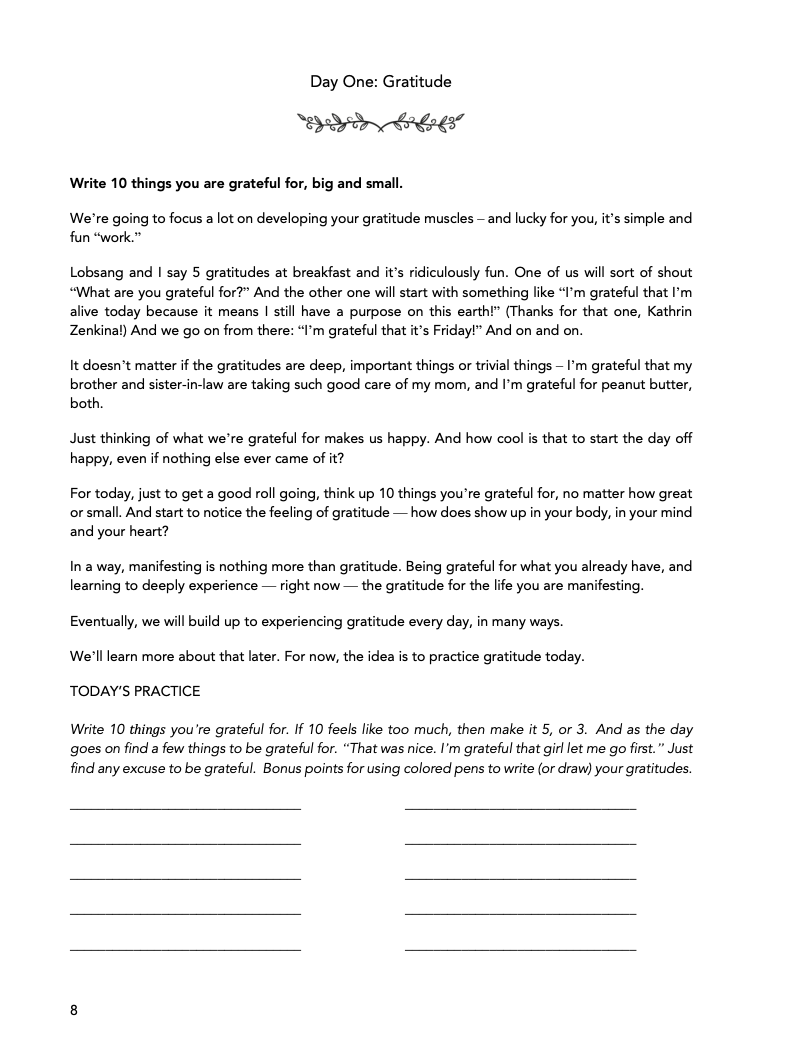 Day One: Gratitude
Write 10 things you are grateful for, big and small.
We’re going to focus a lot on developing your gratitude muscles – and lucky for you, it’s simple and
fun “work.”
Lobsang and I say 5 gratitudes at breakfast and it’s ridiculously fun. One of us will sort of shout
“What are you grateful for?” And the other one will start with something like “I’m grateful that I’m
alive today because it means I still have a purpose on this earth!” (Thanks for that one, Kathrin
Zenkina!) And we go on from there: “I’m grateful that it’s Friday!” And on and on.
It doesn’t matter if the gratitudes are deep, important things or trivial things – I’m grateful that my
brother and sister-in-law are taking such good care of my mom, and I’m grateful for peanut butter,
both.
Just thinking of what we’re grateful for makes us happy. And how cool is that to start the day off
happy, even if nothing else ever came of it?
For today, just to get a good roll going, think up 10 things you’re grateful for, no matter how great
or small. And start to notice the feeling of gratitude — how does show up in your body, in your mind
and your heart?
In a way, manifesting is nothing more than gratitude. Being grateful for what you already have, and
learning to deeply experience — right now — the gratitude for the life you are manifesting.
Eventually, we will build up to experiencing gratitude every day, in many ways.
We’ll learn more about that later. For now, the idea is to practice gratitude today.
TODAY’S PRACTICE
Write 10 things you’re grateful for. If 10 feels like too much, then make it 5, or 3. And as the day
goes on find a few things to be grateful for. “That was nice. I’m grateful that girl let me go first.” Just
find any excuse to be grateful. Bonus points for using colored pens to write (or draw) your gratitudes.
8